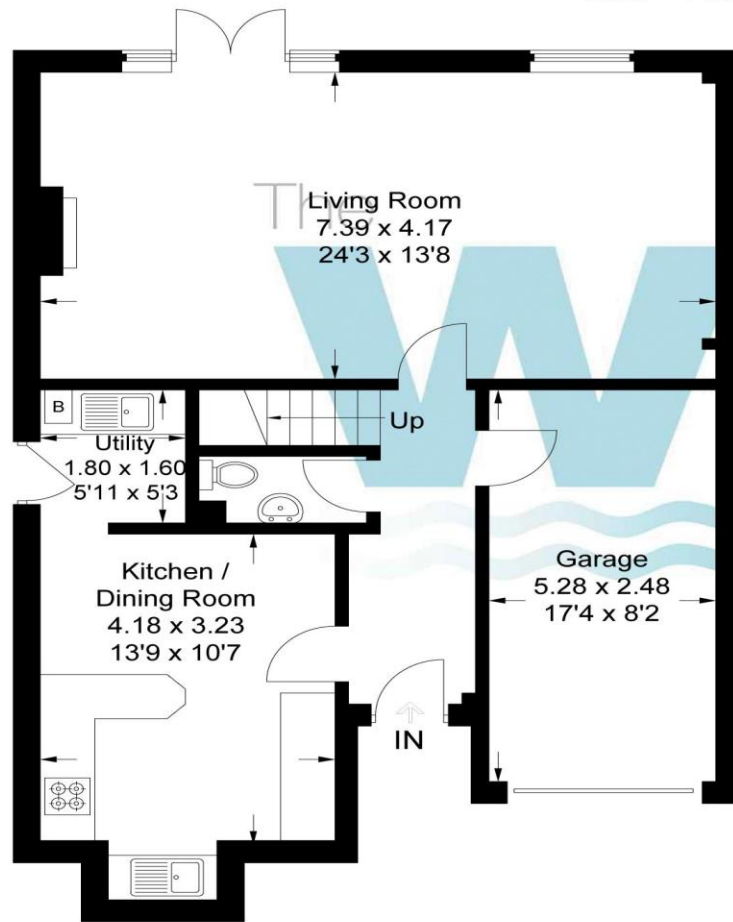 The
Living Room
7.39 x 4.17
24'3 x 13'8
W
B
Utility
1.80 x 1.60
5'11 x 5'3
Up
Kitchen /
Dining Room
4.18 x 3.23
13'9 x 10'7
Garage
5.28 x 2.48
17'4 x 8'2
IN